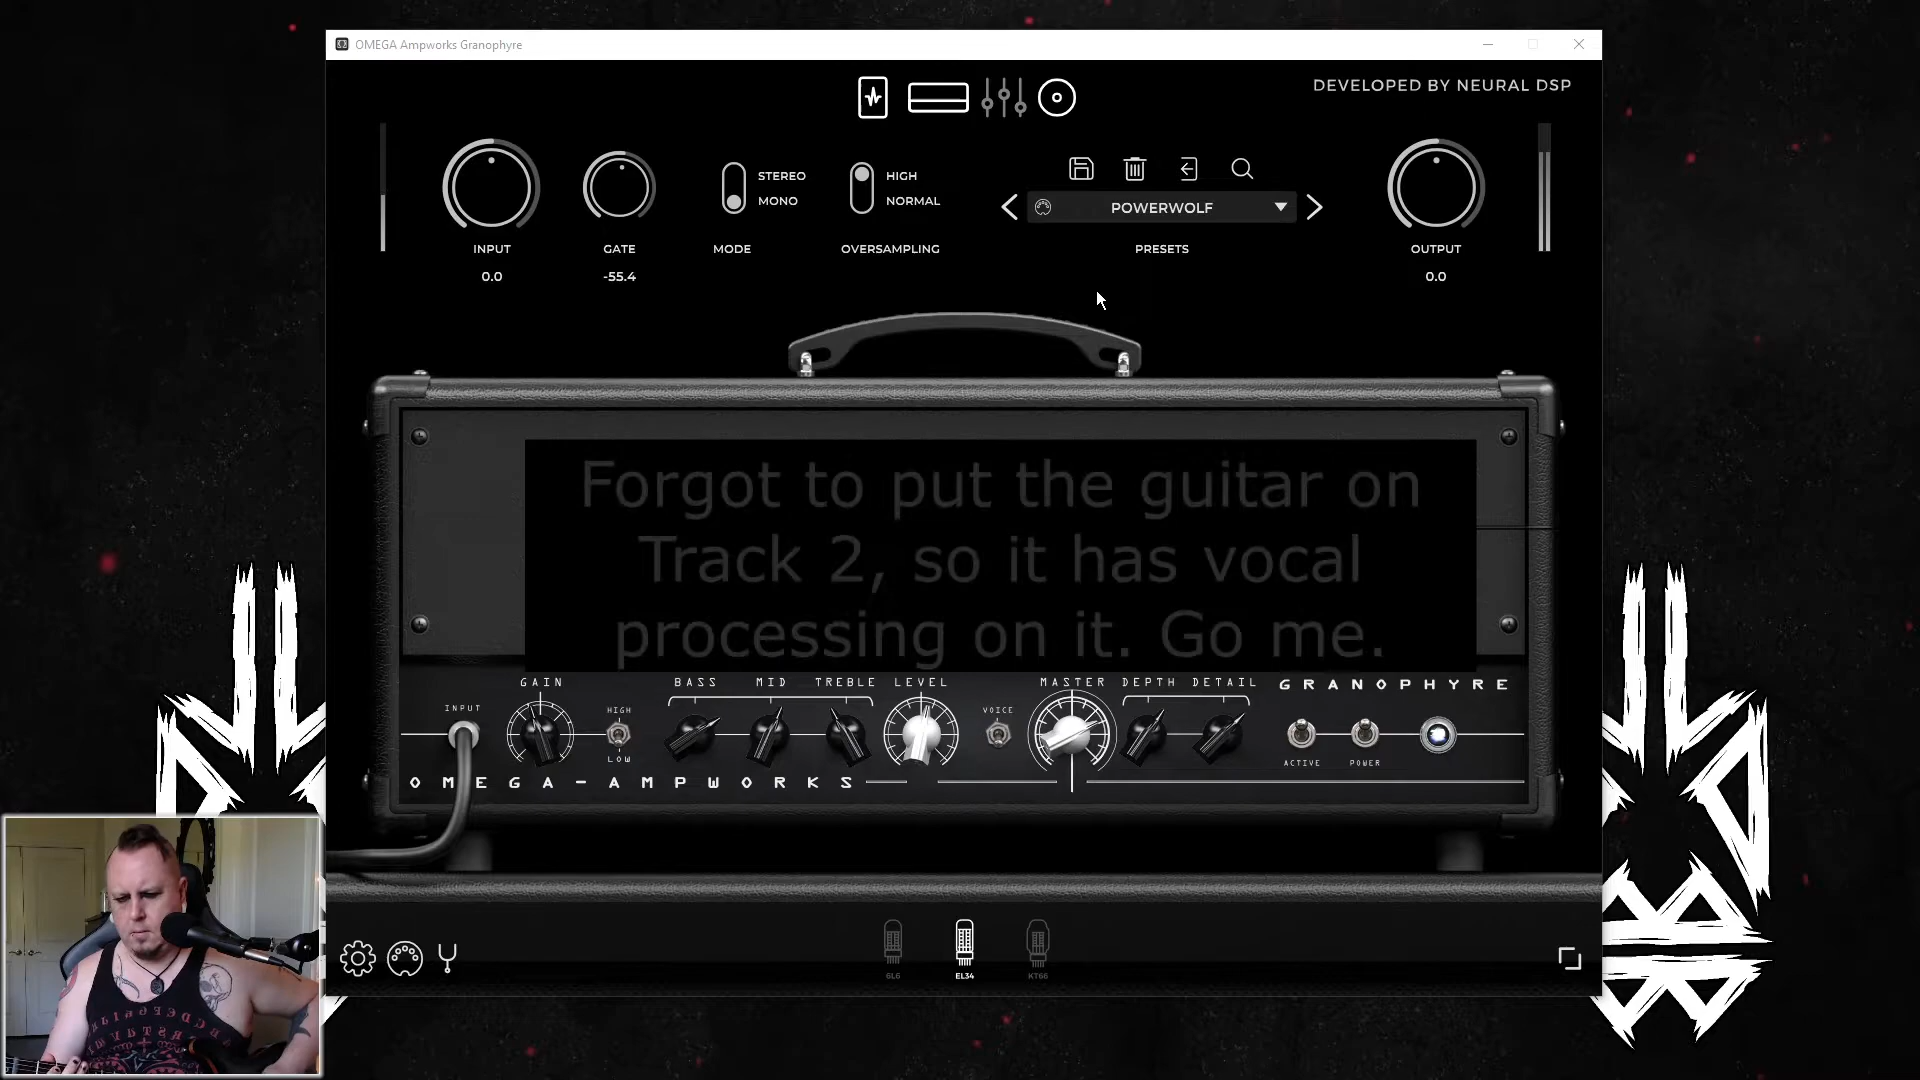 OMEGA Ampworks Granophyre
DEVELOPED BY NEURAL DSP
STEREO
MONO
HIGH
NORMAL
POWERWOLF
INPUT
GATE
MODE
OVERSAMPLING
PRESETS
OUTPUT
0.0
-55.4
0.0
Forgot to put the guitar on
Track 2, so it has vocal
processing on it. Go me.
GAIN
BASS
MID
TREBLE
LEVEL
MASTER
DEPTH
DETAIL
GRANOPHYRE
INPUT
HIGH
LOW
VOICE
ACTIVE
POWER
OMEGA-AMPWORKS
6L6
EL34
KT66